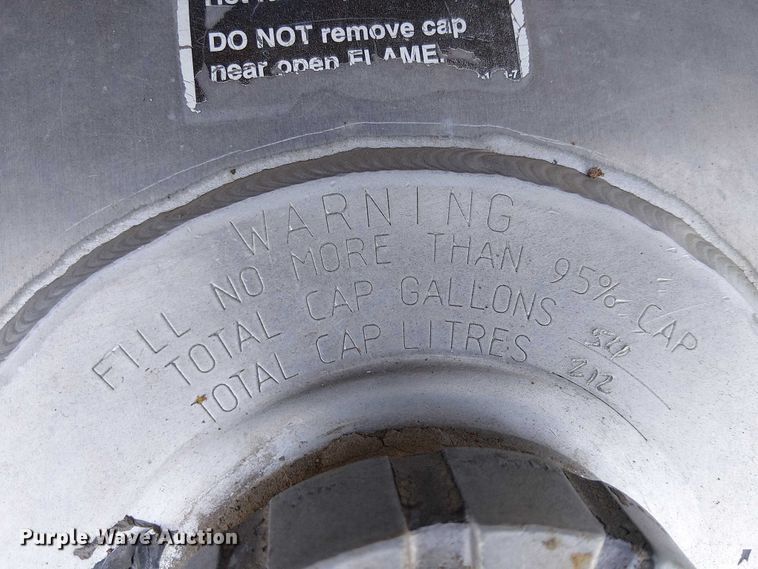 DO NOT remove cap
near open FLAME.
WARNING
FILL NO MORE THAN 95% CAP
TOTAL CAP GALLONS
TOTAL CAP LITRES 212
Purple Wave Auction